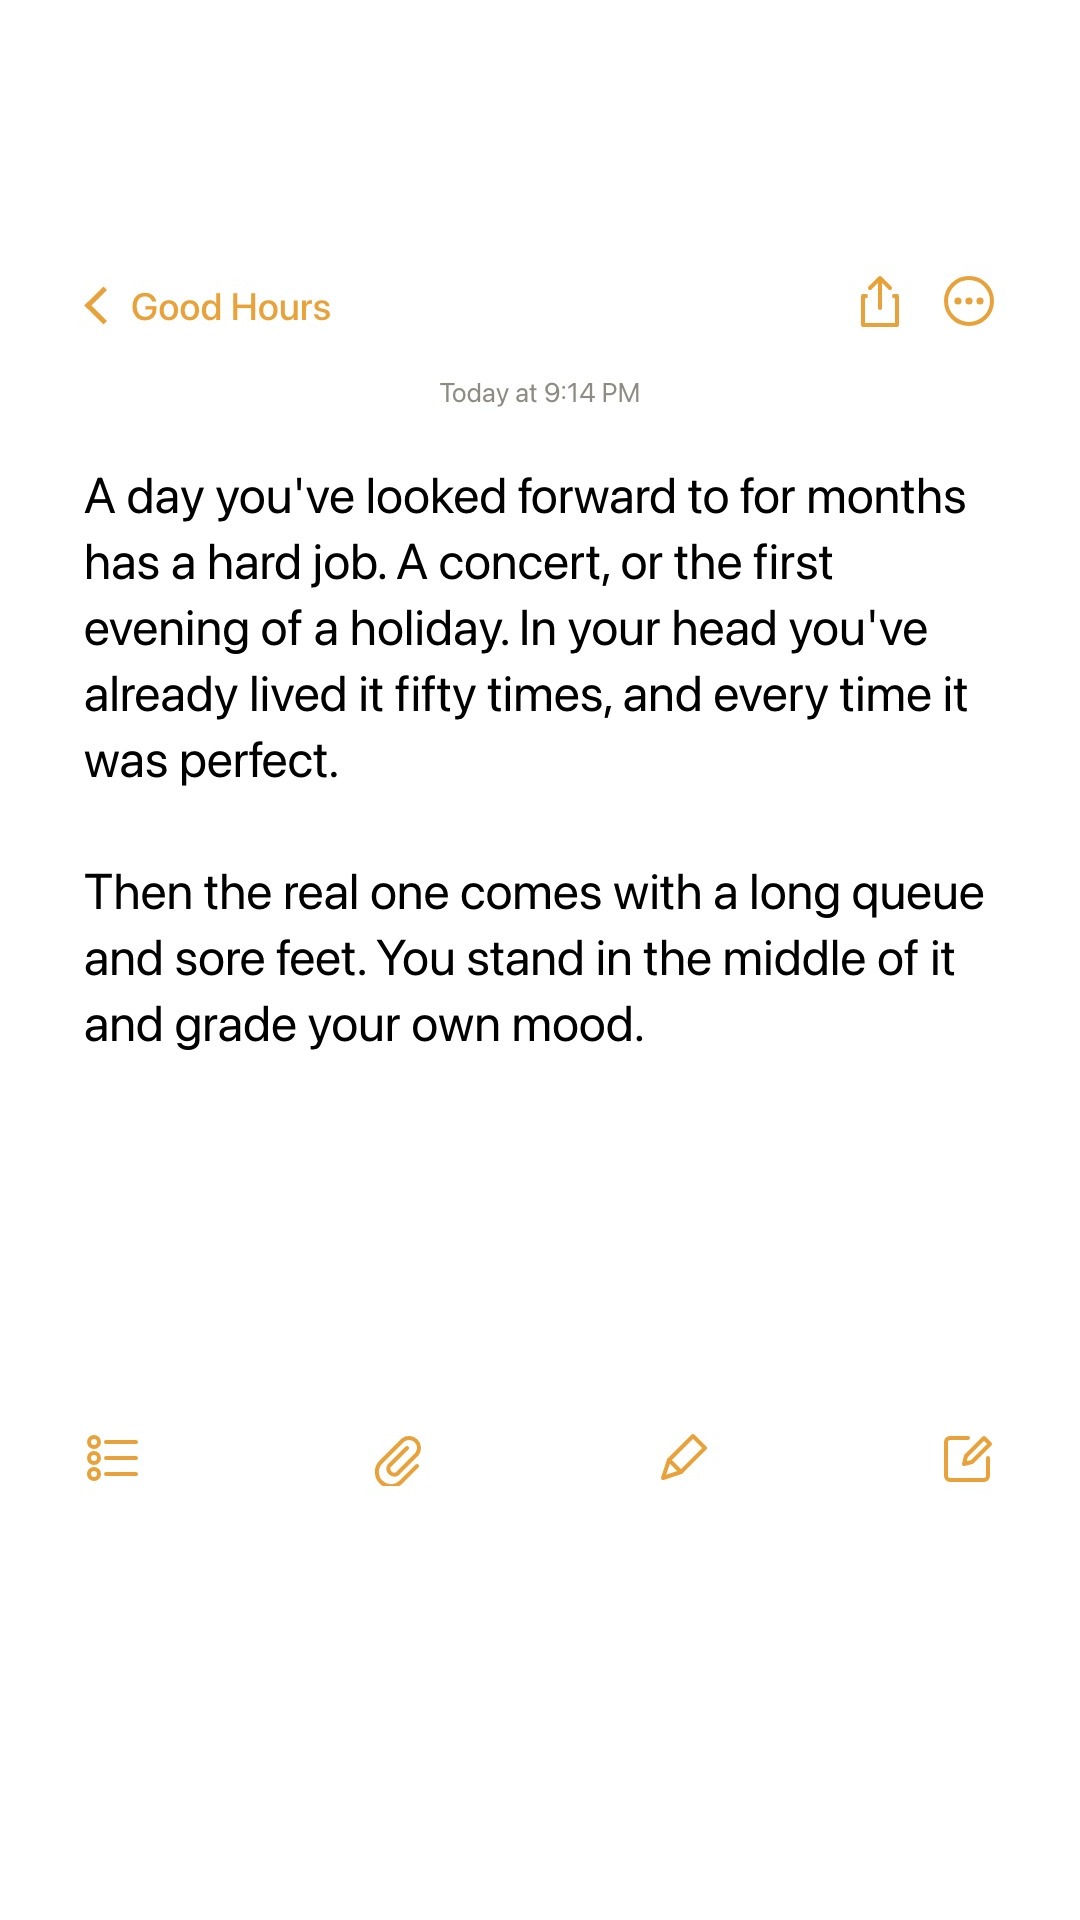 Good Hours
Today at 9:14 PM
A day you've looked forward to for months
has a hard job. A concert, or the first
evening of a holiday. In your head you've
already lived it fifty times, and every time it
was perfect.
Then the real one comes with a long queue
and sore feet. You stand in the middle of it
and grade your own mood.